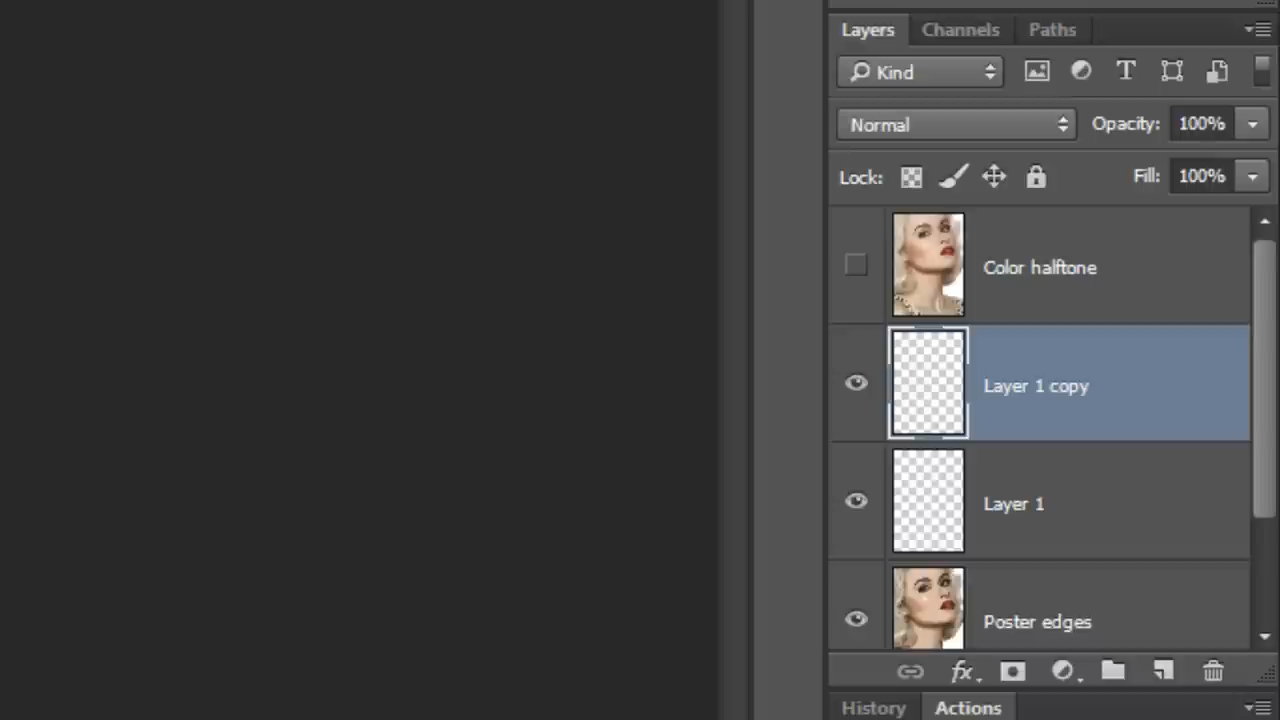 Layers Channels Paths
Kind T
Normal Opacity: 100%
Lock: Fill: 100%
Color halftone
Layer 1 copy
Layer 1
Poster edges
fx
History Actions